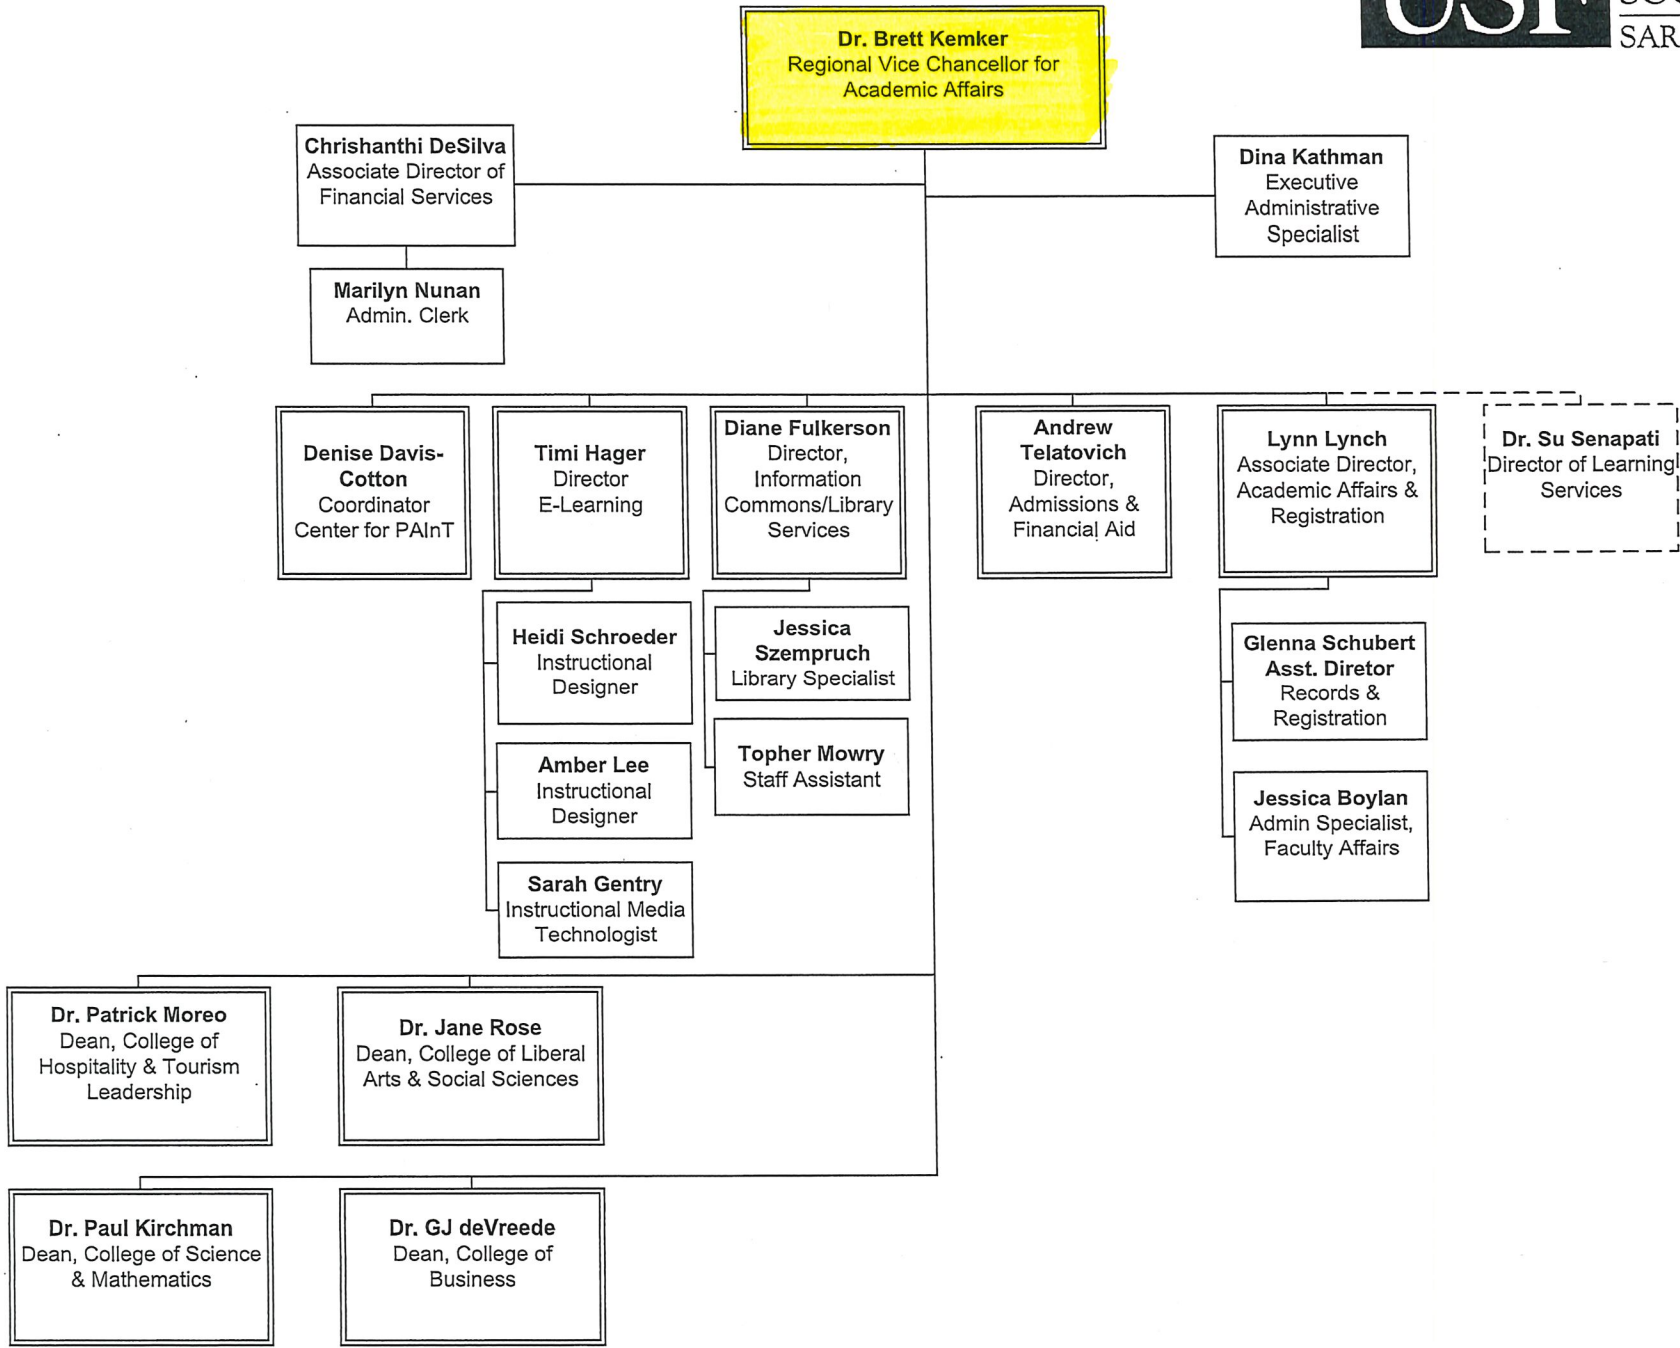 USF
SAR
Dr. Brett Kemker
Regional Vice Chancellor for
Academic Affairs
Chrishanthi DeSilva
Associate Director of
Financial Services
Dina Kathman
Executive
Administrative
Specialist
Marilyn Nunan
Admin. Clerk
Denise Davis-
Cotton
Coordinator
Center for PAInT
Timi Hager
Director
E-Learning
Diane Fulkerson
Director,
Information
Commons/Library
Services
Andrew
Telatovich
Director,
Admissions &
Financial Aid
Lynn Lynch
Associate Director,
Academic Affairs &
Registration
Dr. Su Senapati
Director of Learning
Services
Heidi Schroeder
Instructional
Designer
Amber Lee
Instructional
Designer
Sarah Gentry
Instructional Media
Technologist
Jessica
Szempruch
Library Specialist
Topher Mowry
Staff Assistant
Glenna Schubert
Asst. Diretor
Records &
Registration
Jessica Boylan
Admin Specialist,
Faculty Affairs
Dr. Patrick Moreo
Dean, College of
Hospitality & Tourism
Leadership
Dr. Jane Rose
Dean, College of Liberal
Arts & Social Sciences
Dr. Paul Kirchman
Dean, College of Science
& Mathematics
Dr. GJ deVreede
Dean, College of
Business